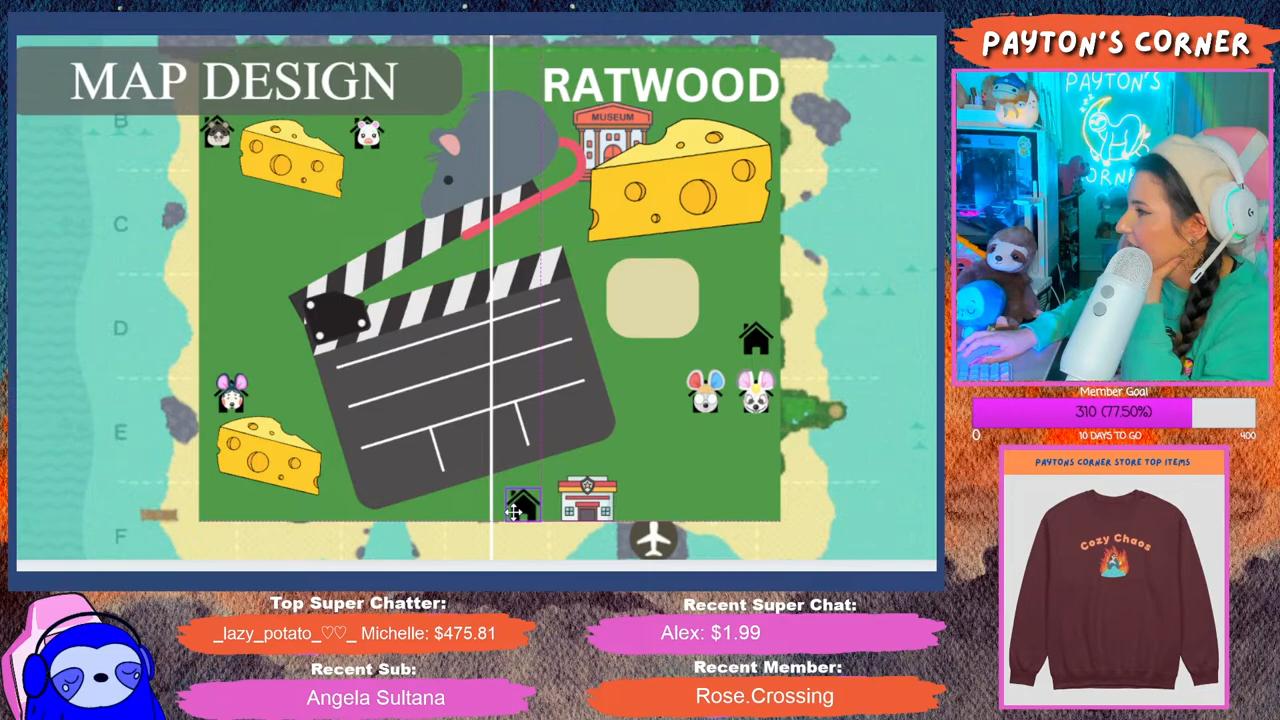 MAP DESIGN
RATWOOD
MUSEUM
B
C
D
E
F
PAYTON'S CORNER
PAYTON'S
CORNE
Member Goal
310 (77.50%)
0
10 DAYS TO GO
400
PAYTONS CORNER STORE TOP ITEMS
Cozy Chaos
Top Super Chatter:
_lazy_potato_♡♡_ Michelle: $475.81
Recent Super Chat:
Alex: $1.99
Recent Sub:
Angela Sultana
Recent Member:
Rose.Crossing